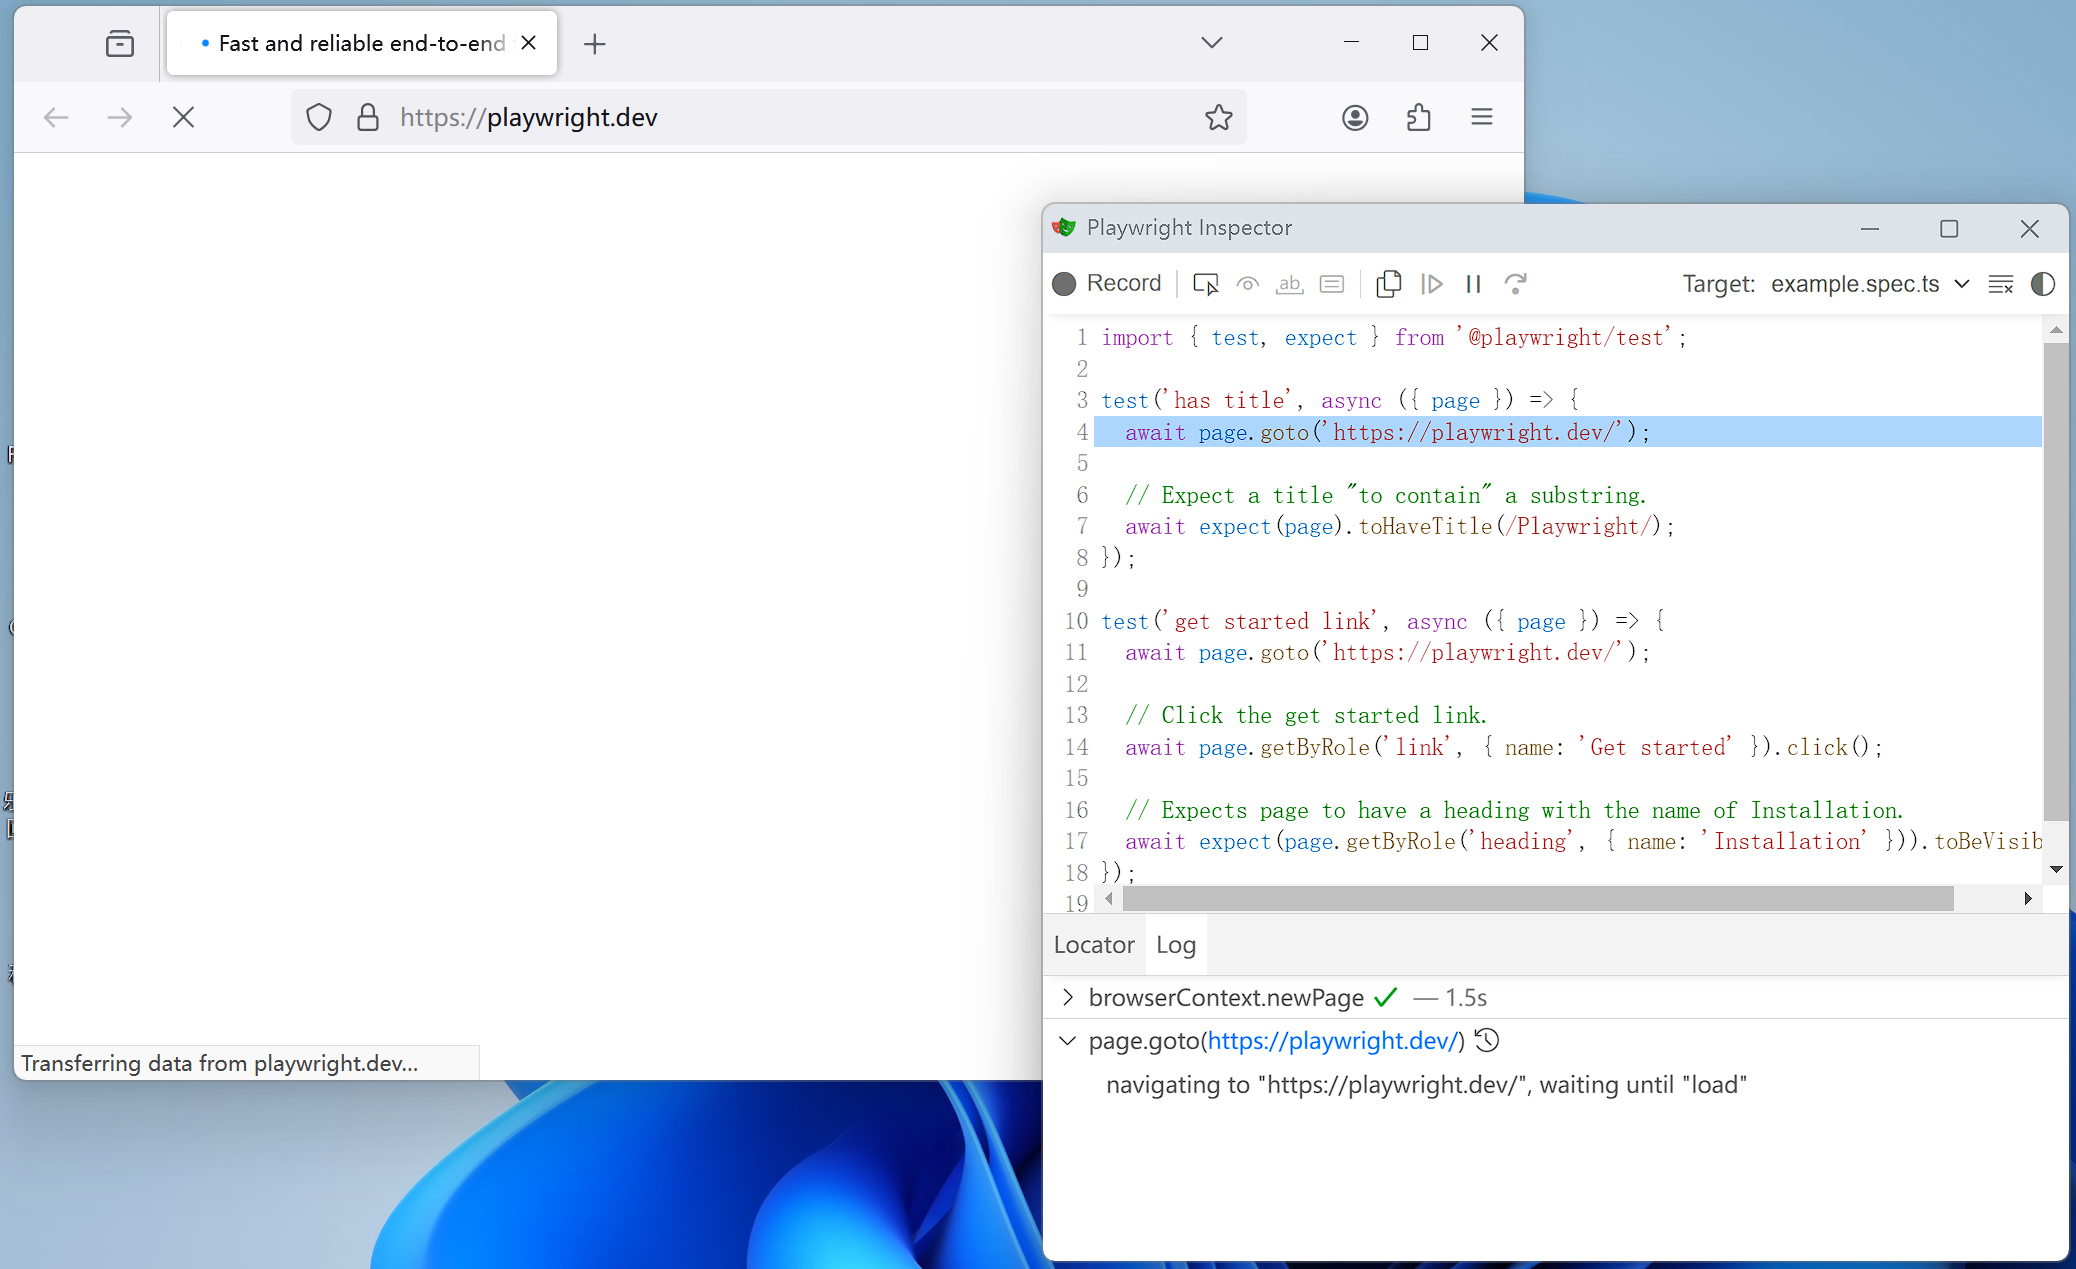 Fast and reliable end-to-end
https://playwright.dev
Transferring data from playwright.dev...
Playwright Inspector
Record
Target: example.spec.ts
1 import { test, expect } from '@playwright/test';
2
3 test('has title', async ({ page }) => {
4 await page.goto('https://playwright.dev/');
5
6 // Expect a title "to contain" a substring.
7 await expect(page).toHaveTitle(/Playwright/);
8 });
9
10 test('get started link', async ({ page }) => {
11 await page.goto('https://playwright.dev/');
12
13 // Click the get started link.
14 await page.getByRole('link', { name: 'Get started' }).click();
15
16 // Expects page to have a heading with the name of Installation.
17 await expect(page.getByRole('heading', { name: 'Installation' })).toBeVisib
18 });
19
Locator Log
browserContext.newPage ✓ — 1.5s
page.goto(https://playwright.dev/)
navigating to "https://playwright.dev/", waiting until "load"